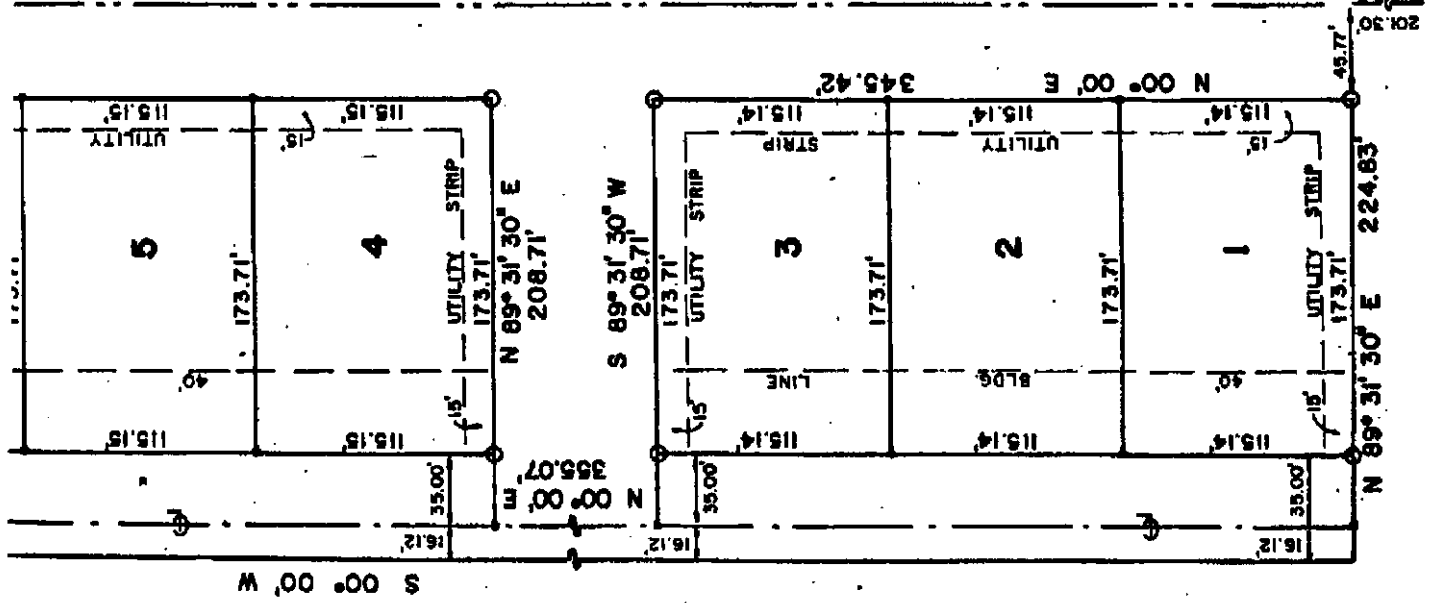 201.30'
45.77'
N 00° 00' E 345.42'
115.15'
115.15'
115.14'
115.14'
115.14'
UTILITY
15'
STRIP
UTILITY
15'
5
4
3
2
1
UTILITY STRIP
173.71'
N 89° 31' 30" E
208.71'
S 89° 31' 30" W
208.71'
173.71'
UTILITY STRIP
173.71'
173.71'
173.71'
UTILITY STRIP
173.71'
N 89° 31' 30" E 224.83'
40'
LINE
BLDG.
40'
15'
15'
15'
115.15'
115.15'
115.14'
115.14'
115.14'
35.00'
N 00° 00' E
355.07'
35.00'
35.00'
16.12'
16.12'
16.12'
S 00° 00' W